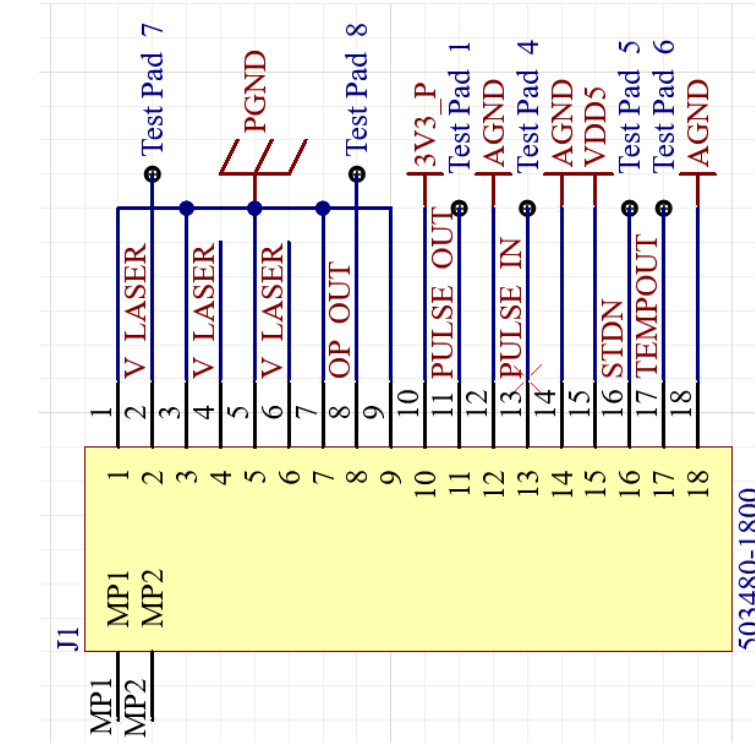 Test Pad 7
PGND
Test Pad 8
3V3_P
Test Pad 1
AGND
Test Pad 4
AGND
VDD5
Test Pad 5
Test Pad 6
AGND
V LASER
V LASER
V LASER
OP OUT
PULSE OUT
PULSE IN
STDN
TEMPOUT
1
2
3
4
5
6
7
8
9
10
11
12
13
14
15
16
17
18
1
2
3
4
5
6
7
8
9
10
11
12
13
14
15
16
17
18
MP1
MP2
J1
503480-1800
MP1
MP2